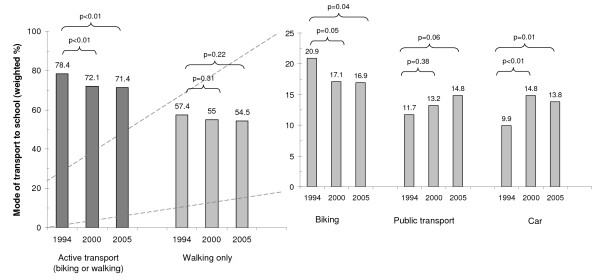 Mode of transport to school (weighted %)
100
80
60
40
20
0
p<0.01
p<0.01
78.4
72.1
71.4
p=0.22
p=0.31
57.4
55
54.5
1994 2000 2005
1994 2000 2005
Active transport
(biking or walking)
Walking only
25
20
15
10
5
0
p=0.04
p=0.05
20.9
17.1
16.9
p=0.06
p=0.38
11.7
13.2
14.8
p=0.01
p<0.01
9.9
14.8
13.8
1994 2000 2005
1994 2000 2005
1994 2000 2005
Biking
Public transport
Car